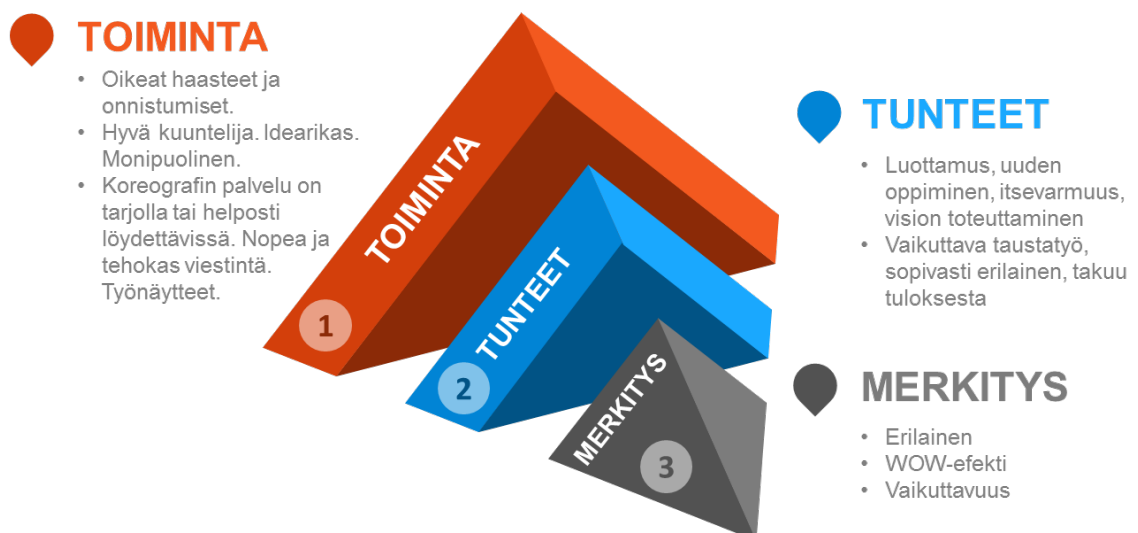 TOIMINTA
• Oikeat haasteet ja
onnistumiset.
• Hyvä kuuntelija. Idearikas.
Monipuolinen.
• Koreografin palvelu on
tarjolla tai helposti
löydettävissä. Nopea ja
tehokas viestintä.
Työnäytteet.
TOIMINTA
1
TUNTEET
2
MERKITYS
3
TUNTEET
• Luottamus, uuden
oppiminen, itsevarmuus,
vision toteuttaminen
• Vaikuttava taustatyö,
sopivasti erilainen, takuu
tuloksesta
MERKITYS
• Erilainen
• WOW-efekti
• Vaikuttavuus